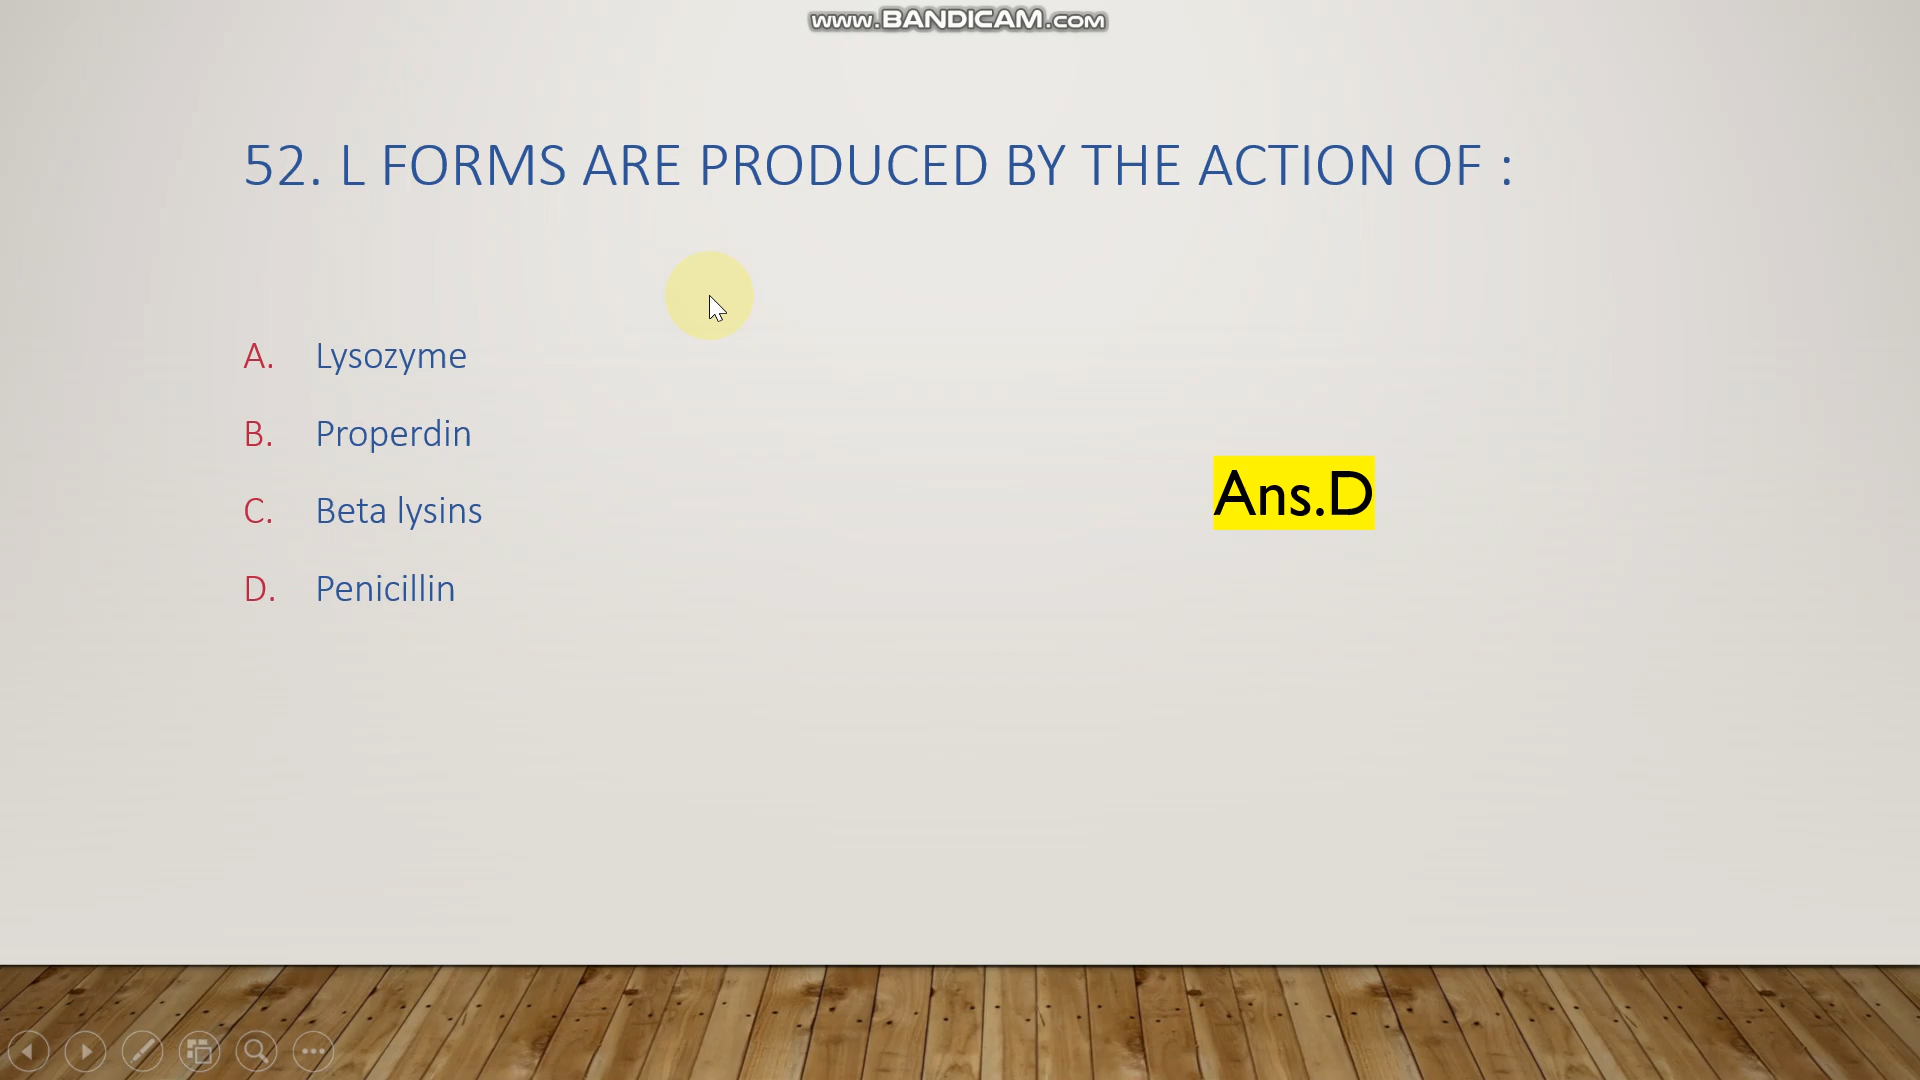 www.BANDICAM.com
52. L FORMS ARE PRODUCED BY THE ACTION OF :
A. Lysozyme
B. Properdin
C. Beta lysins
D. Penicillin
Ans.D